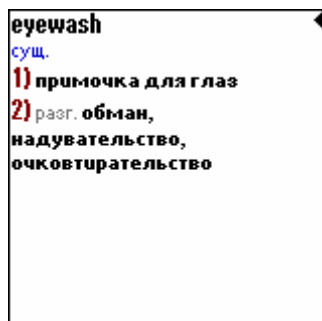 eyewash
сущ.
1) примочка для глаз
2) разг. обман,
надувательство,
очковтирательство